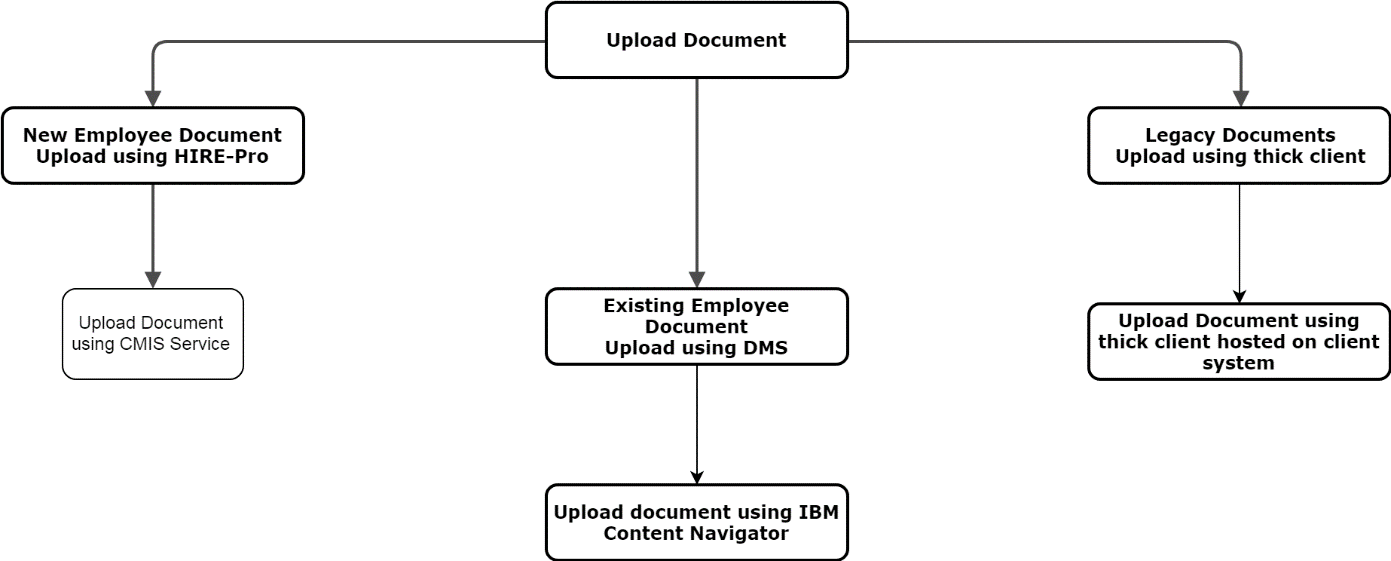 Upload Document
New Employee Document
Upload using HIRE-Pro
Legacy Documents
Upload using thick client
Upload Document
using CMIS Service
Existing Employee
Document
Upload using DMS
Upload Document using
thick client hosted on client
system
Upload document using IBM
Content Navigator